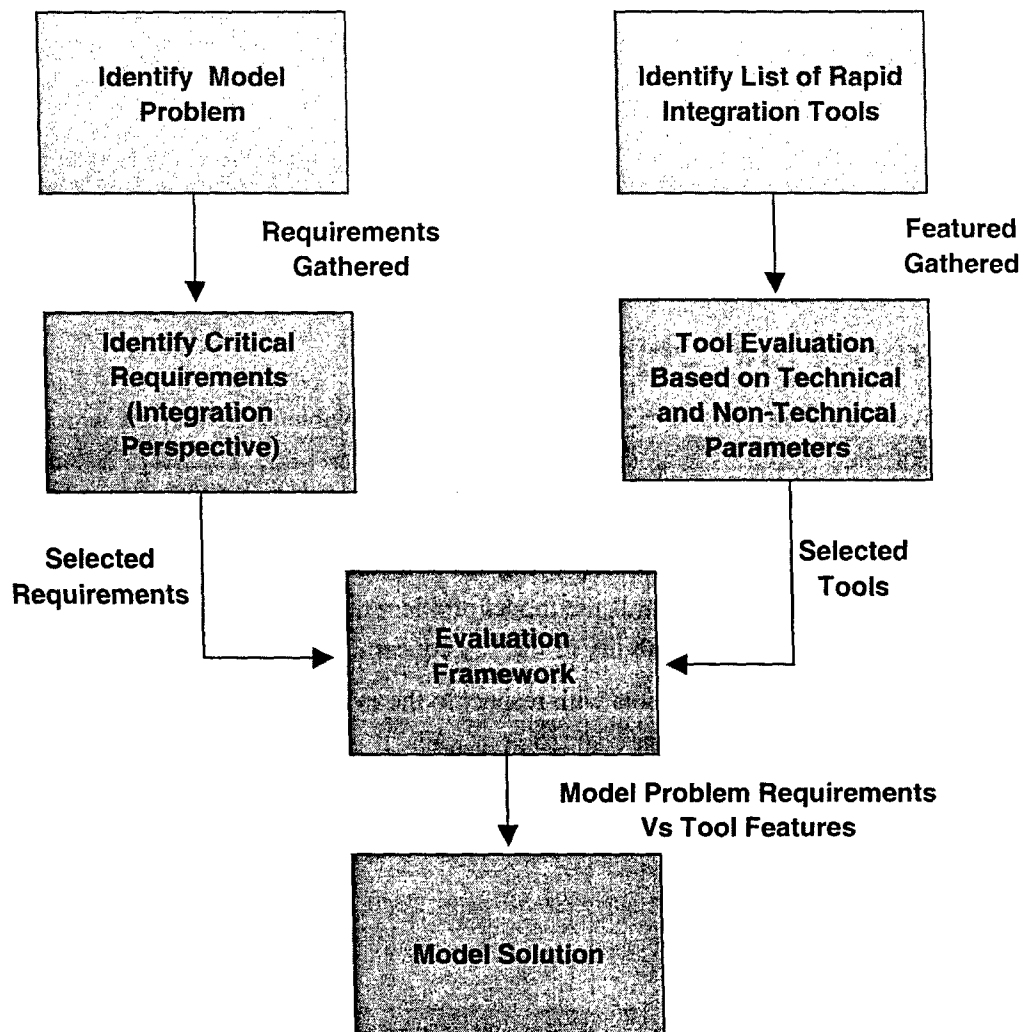 Identify Model
Problem
Identify List of Rapid
Integration Tools
Requirements
Gathered
Featured
Gathered
Identify Critical
Requirements
(Integration
Perspective)
Tool Evaluation
Based on Technical
and Non-Technical
Parameters
Selected
Requirements
Selected
Tools
Evaluation
Framework
Model Problem Requirements
Vs Tool Features
Model Solution